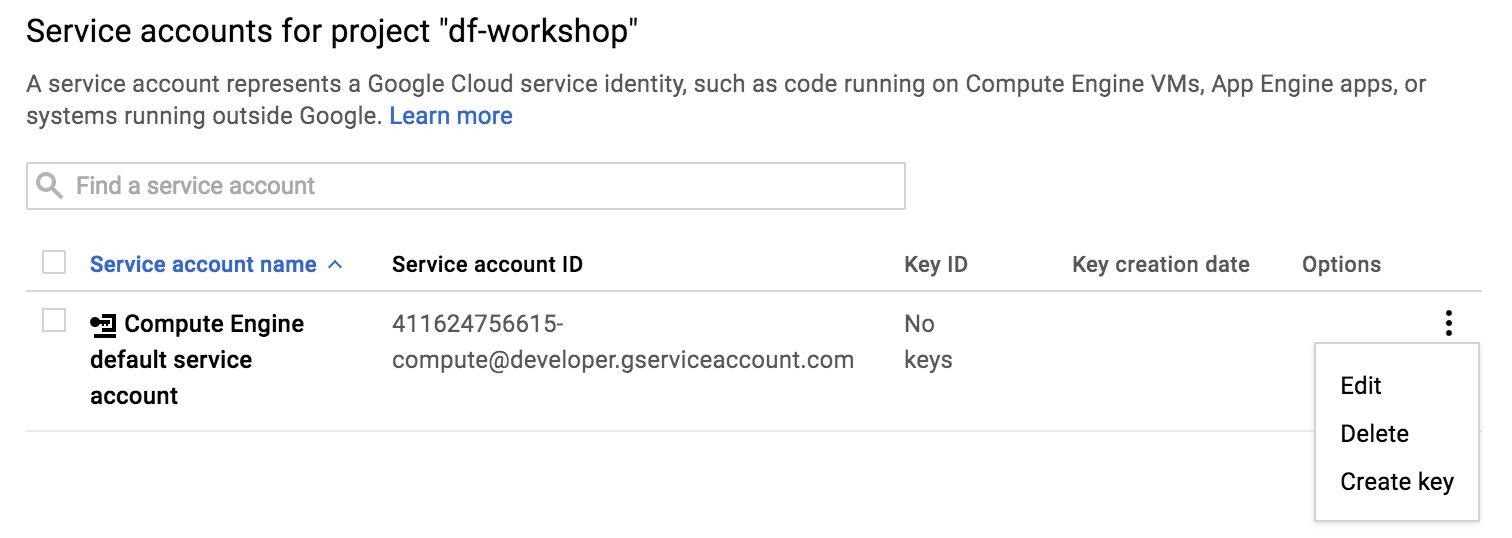 Service accounts for project "df-workshop"
A service account represents a Google Cloud service identity, such as code running on Compute Engine VMs, App Engine apps, or
systems running outside Google. Learn more
Find a service account
Service account name Service account ID Key ID Key creation date Options
Compute Engine 411624756615- No
default service compute@developer.gserviceaccount.com keys
account
Edit
Delete
Create key